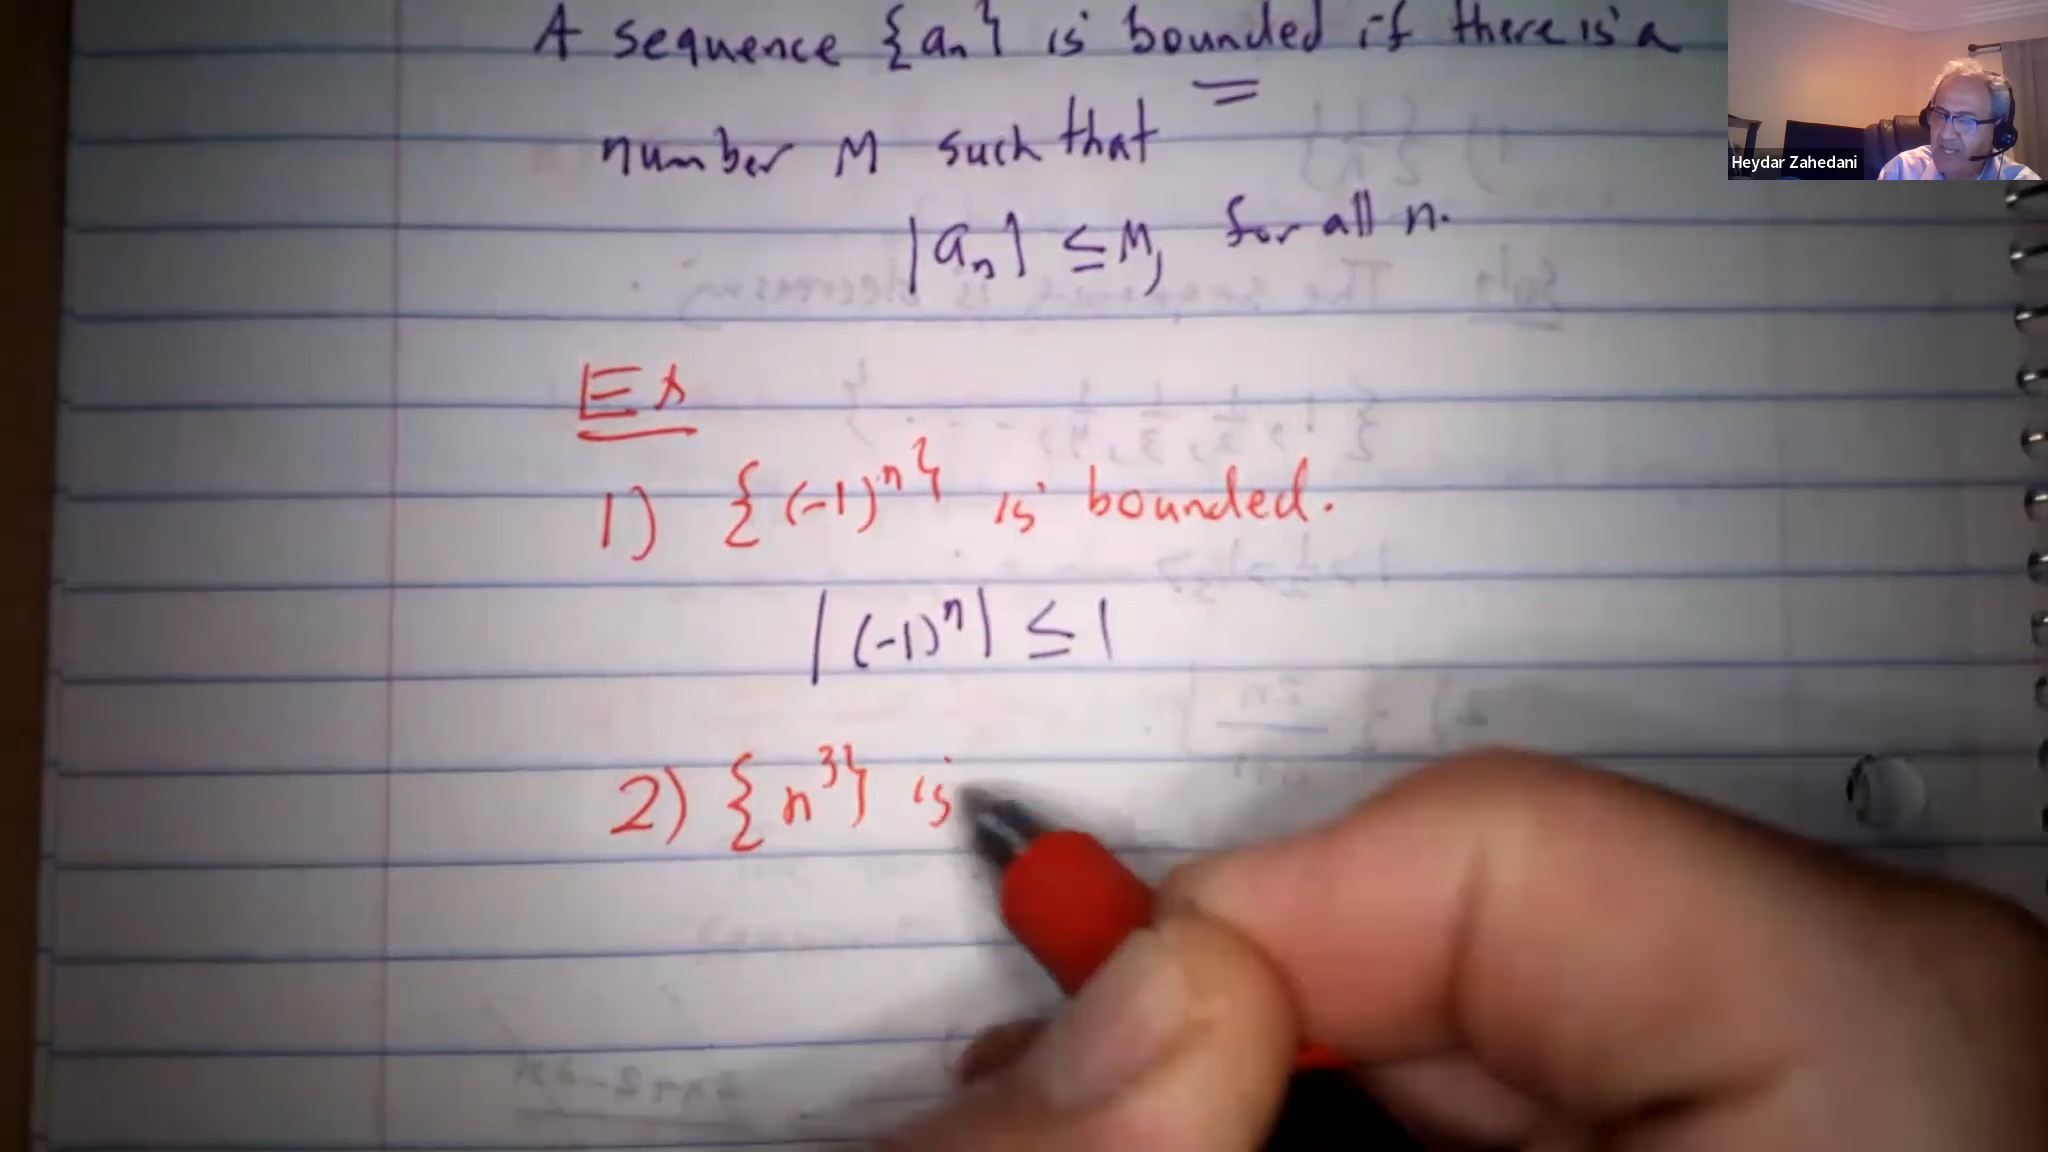 A sequence {aₙ} is bounded if there is a
number M such that
|aₙ| ≤ M, for all n.
Heydar Zahedani
Ex
1) {(-1)ⁿ} is bounded.
|(-1)ⁿ| ≤ 1
2) {n³} is